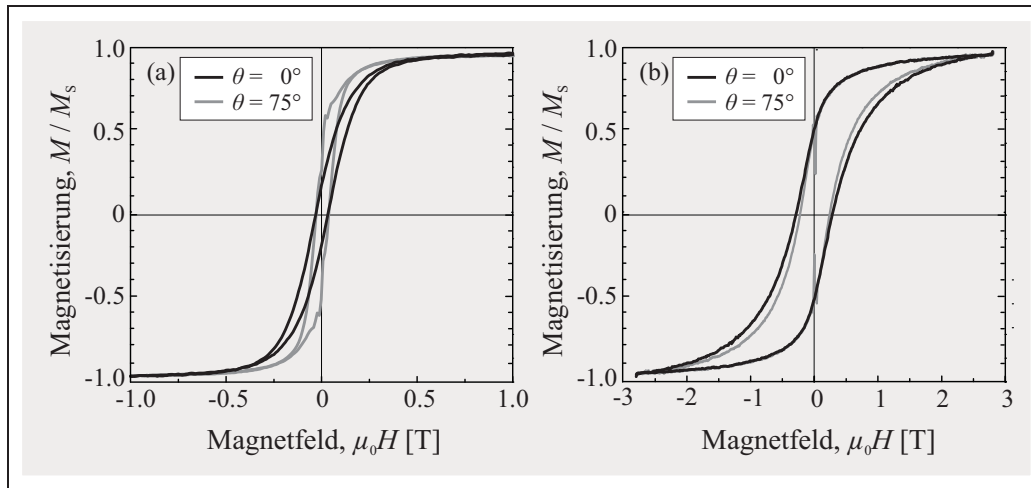 (a)
θ = 0°
θ = 75°
Magnetisierung, M / Ms
1.0
0.5
0
-0.5
-1.0
-1.0 -0.5 0 0.5 1.0
Magnetfeld, μ₀H [T]
(b)
θ = 0°
θ = 75°
Magnetisierung, M / Ms
1.0
0.5
0
-0.5
-1.0
-3 -2 -1 0 1 2 3
Magnetfeld, μ₀H [T]